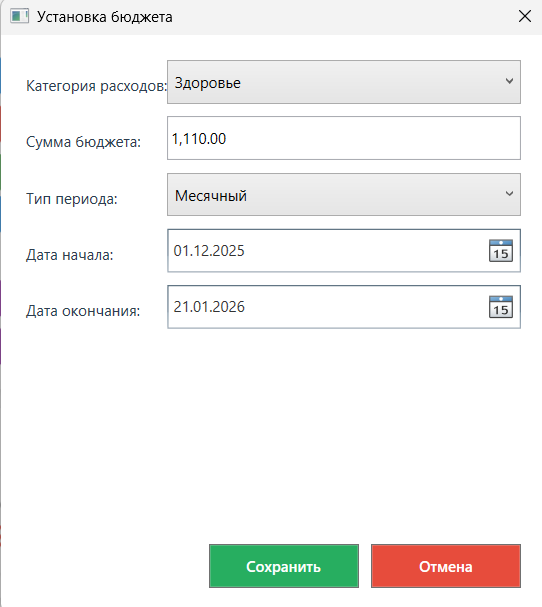 Установка бюджета
Категория расходов: Здоровье
Сумма бюджета: 1,110.00
Тип периода: Месячный
Дата начала: 01.12.2025 15
Дата окончания: 21.01.2026 15
Сохранить Отмена